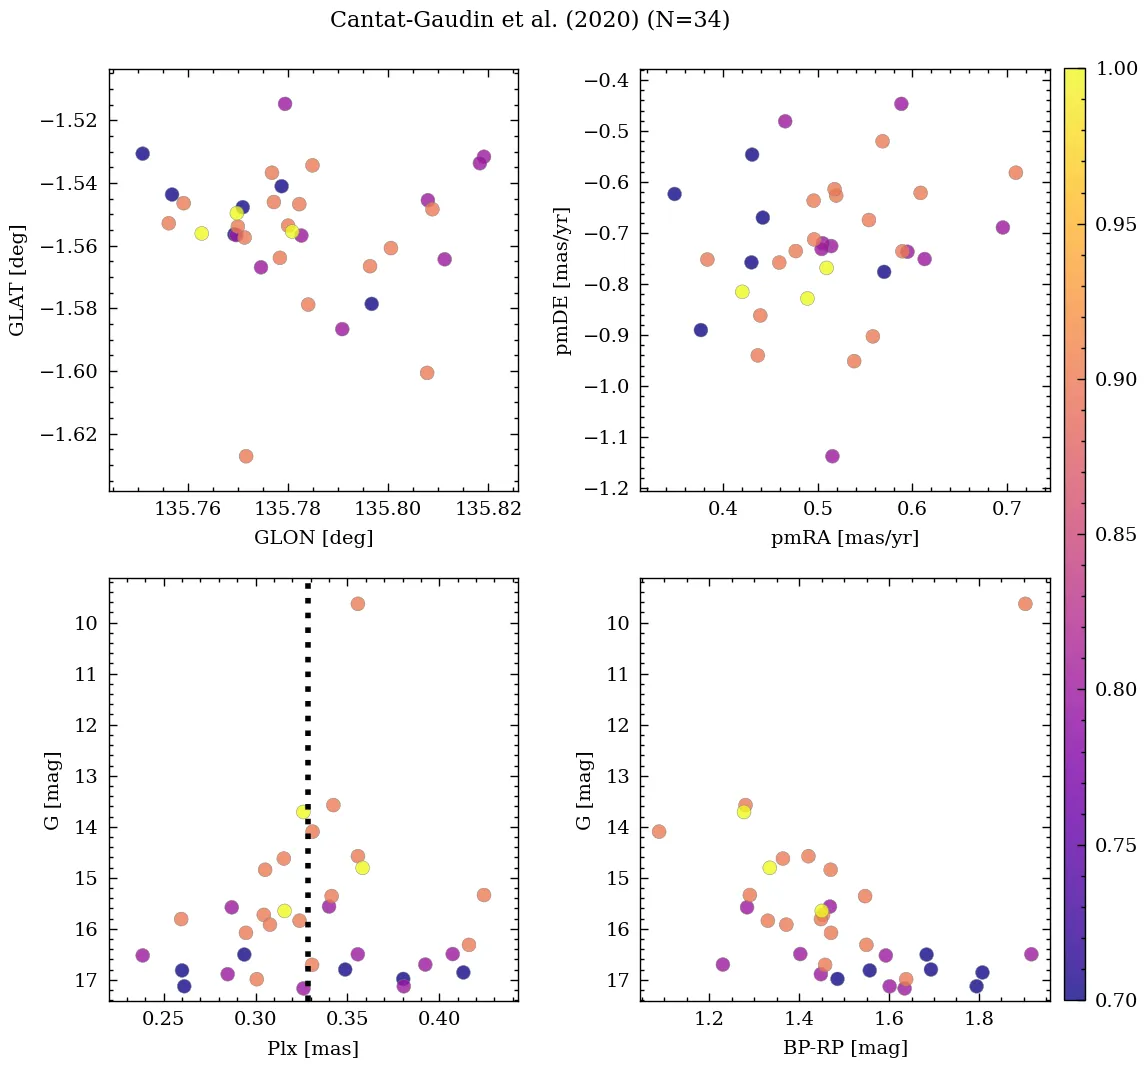 Cantat-Gaudin et al. (2020) (N=34)
GLAT [deg]
−1.52
−1.54
−1.56
−1.58
−1.60
−1.62
135.76 135.78 135.80 135.82
GLON [deg]
pmDE [mas/yr]
−0.4
−0.5
−0.6
−0.7
−0.8
−0.9
−1.0
−1.1
−1.2
0.4 0.5 0.6 0.7
pmRA [mas/yr]
G [mag]
10
11
12
13
14
15
16
17
0.25 0.30 0.35 0.40
Plx [mas]
G [mag]
10
11
12
13
14
15
16
17
1.2 1.4 1.6 1.8
BP-RP [mag]
1.00
0.95
0.90
0.85
0.80
0.75
0.70